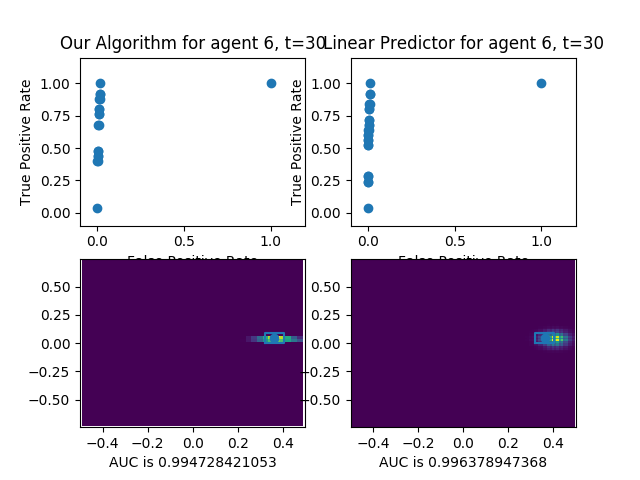 Our Algorithm for agent 6, t=30
Linear Predictor for agent 6, t=30
True Positive Rate
1.00
0.75
0.50
0.25
0.00
0.0 0.5 1.0
False Positive Rate
True Positive Rate
1.00
0.75
0.50
0.25
0.00
0.0 0.5 1.0
False Positive Rate
0.50
0.25
0.00
−0.25
−0.50
−0.4 −0.2 0.0 0.2 0.4
AUC is 0.994728421053
0.50
0.25
0.00
−0.25
−0.50
−0.4 −0.2 0.0 0.2 0.4
AUC is 0.996378947368